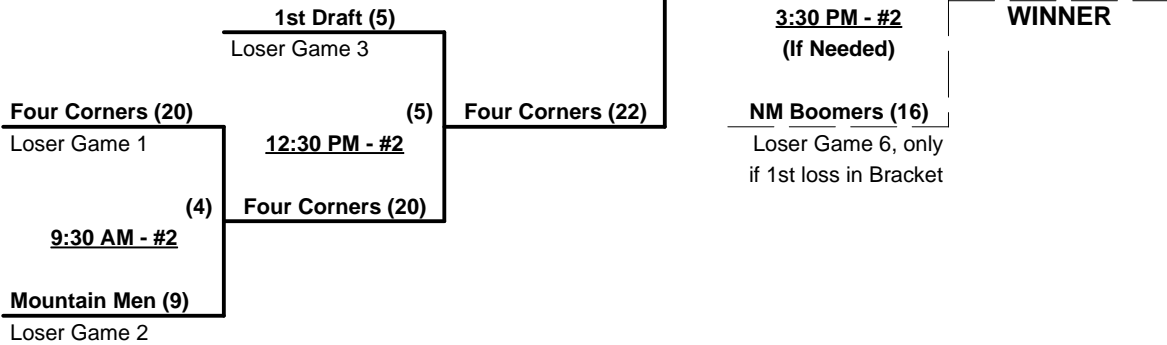 1st Draft (5)
Loser Game 3
3:30 PM - #2
(If Needed)
WINNER
Four Corners (20)
Loser Game 1
(5)
12:30 PM - #2
Four Corners (22)
NM Boomers (16)
Loser Game 6, only
if 1st loss in Bracket
(4)
9:30 AM - #2
Four Corners (20)
Mountain Men (9)
Loser Game 2